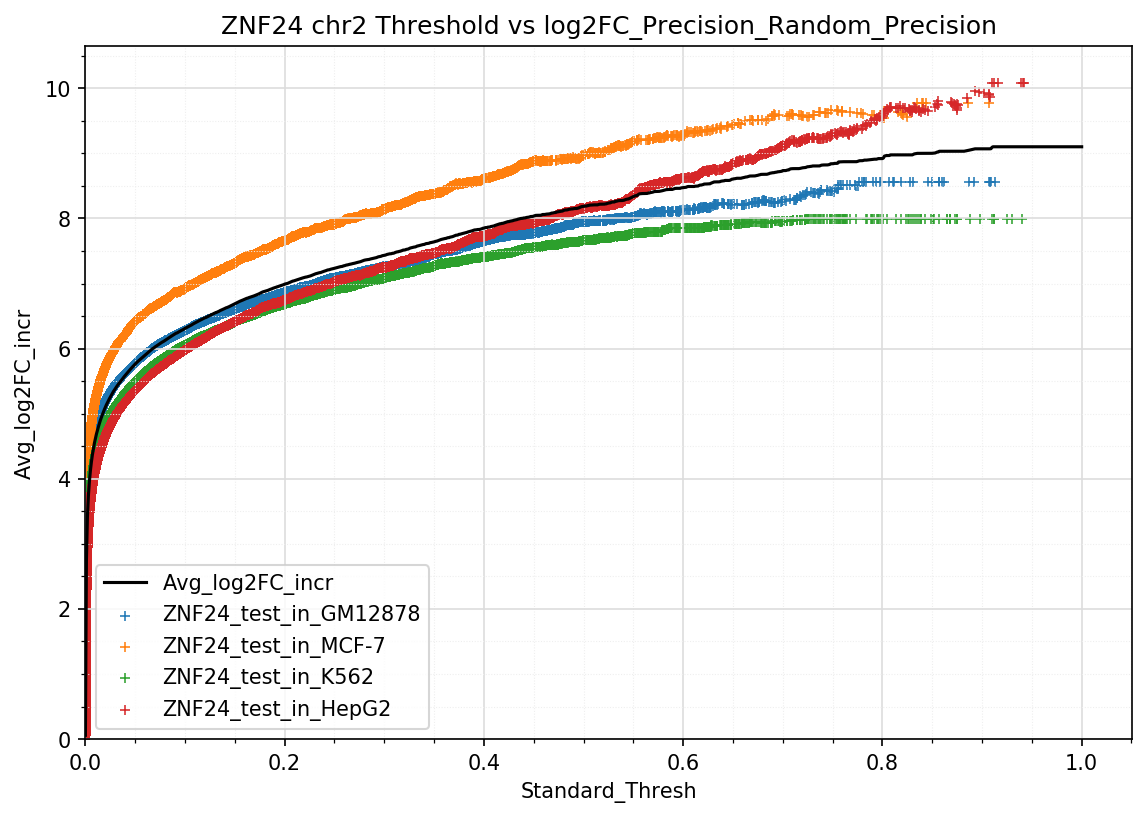 ZNF24 chr2 Threshold vs log2FC_Precision_Random_Precision
10
8
6
4
2
0
Avg_log2FC_incr
Avg_log2FC_incr
ZNF24_test_in_GM12878
ZNF24_test_in_MCF-7
ZNF24_test_in_K562
ZNF24_test_in_HepG2
0.0 0.2 0.4 0.6 0.8 1.0
Standard_Thresh